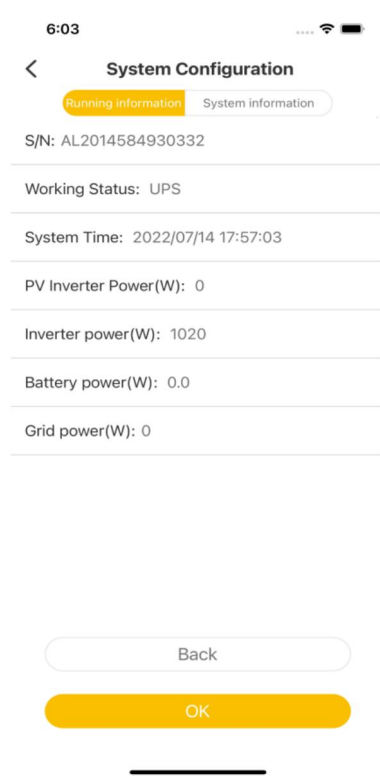 6:03
System Configuration
Running information System information
S/N: AL2014584930332
Working Status: UPS
System Time: 2022/07/14 17:57:03
PV Inverter Power(W): 0
Inverter power(W): 1020
Battery power(W): 0.0
Grid power(W): 0
Back
OK